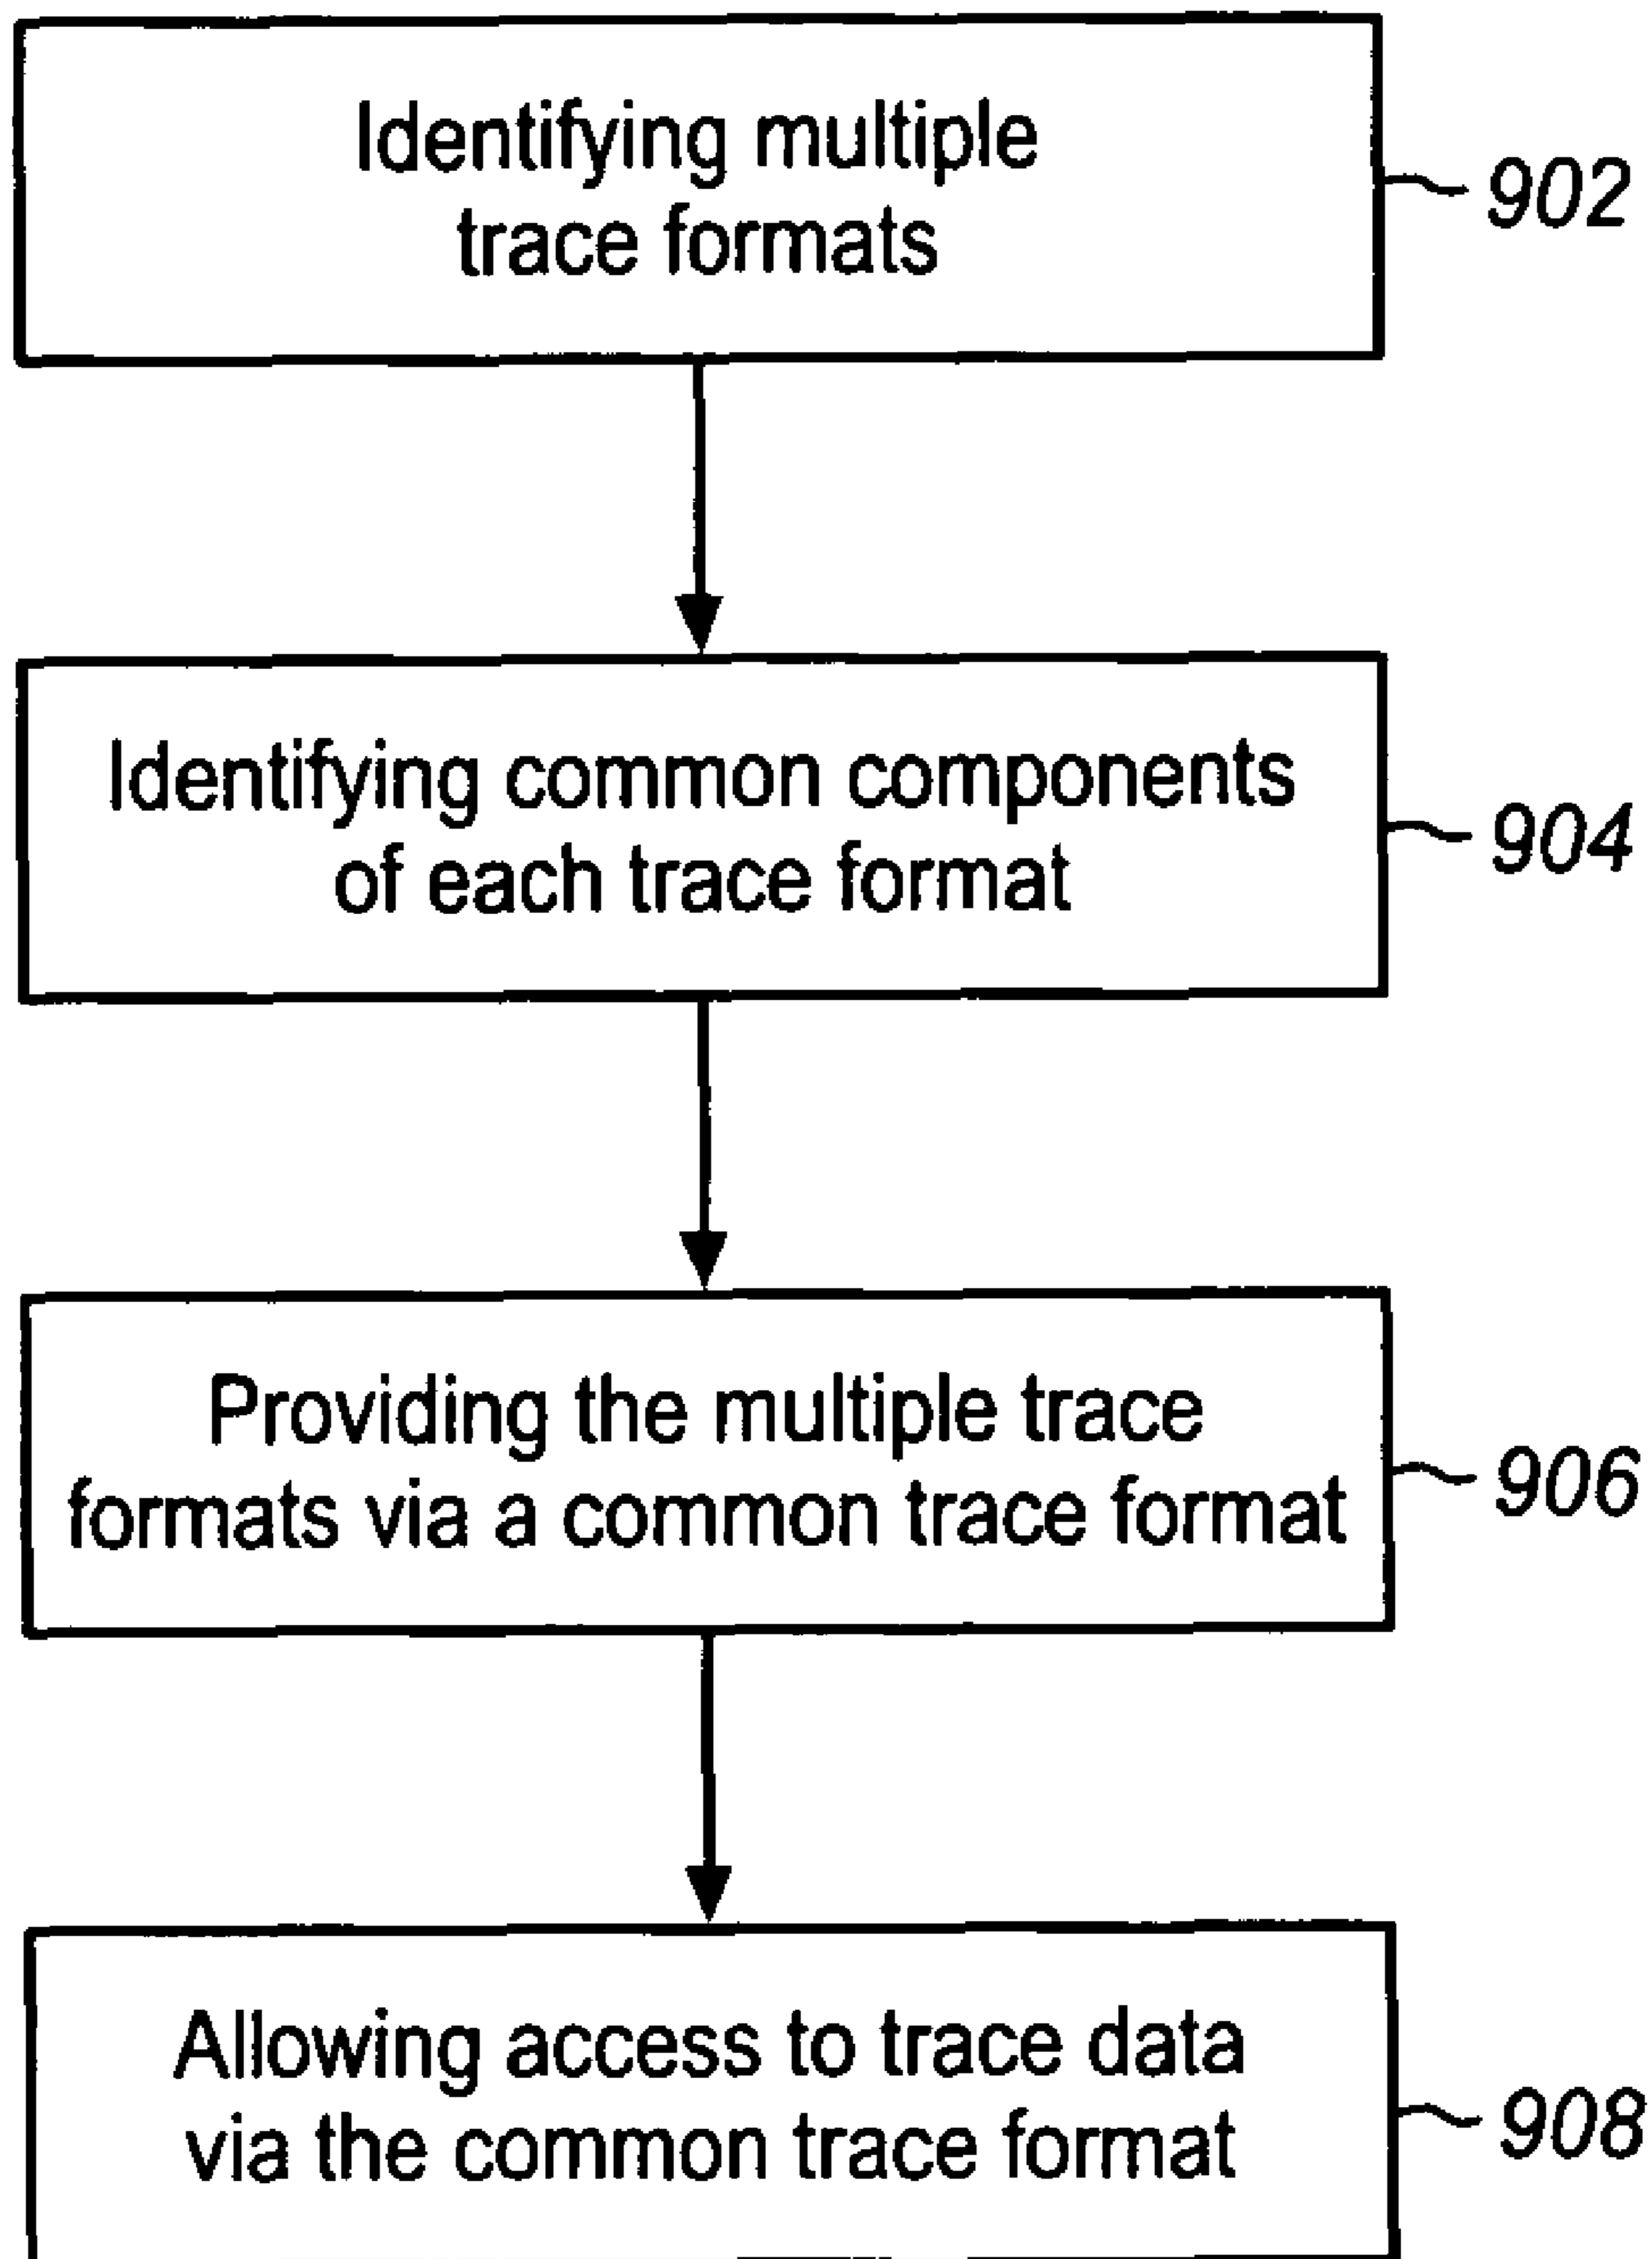 Identifying multiple
trace formats
902
Identifying common components
of each trace format
904
Providing the multiple trace
formats via a common trace format
906
Allowing access to trace data
via the common trace format
908